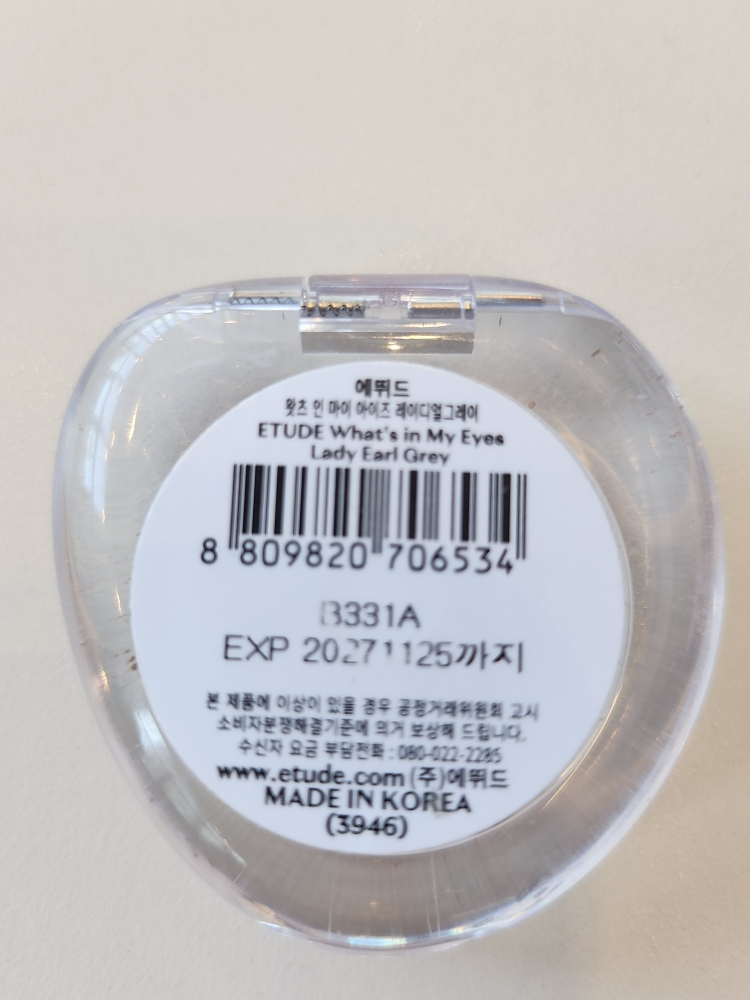 에뛰드
왓츠 인 마이 아이즈 레이디얼그레이
ETUDE What's in My Eyes
Lady Earl Grey
8 809820 706534
B331A
EXP 20271125까지
본 제품에 이상이 있을 경우 공정거래위원회 고시
소비자분쟁해결기준에 의거 보상해 드립니다.
수신자 요금 부담전화 : 080-022-2285
www.etude.com (주)에뛰드
MADE IN KOREA
(3946)